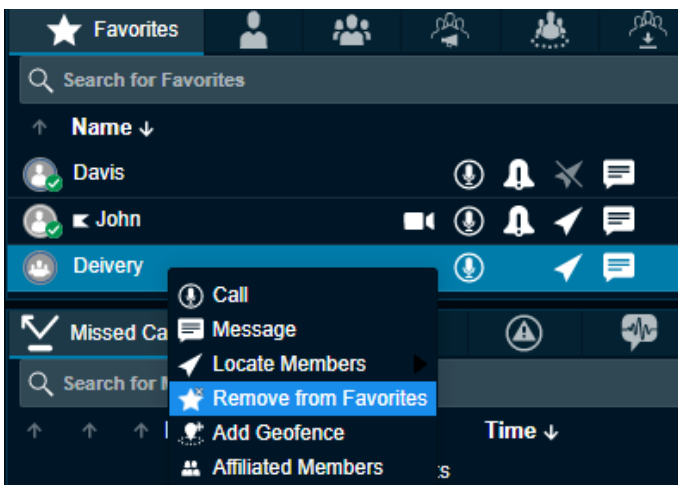 Favorites
Search for Favorites
Name
Davis
John
Deivery
Call
Missed Ca
Message
Locate Members
Search for
Remove from Favorites
Add Geofence
Time
Affiliated Members